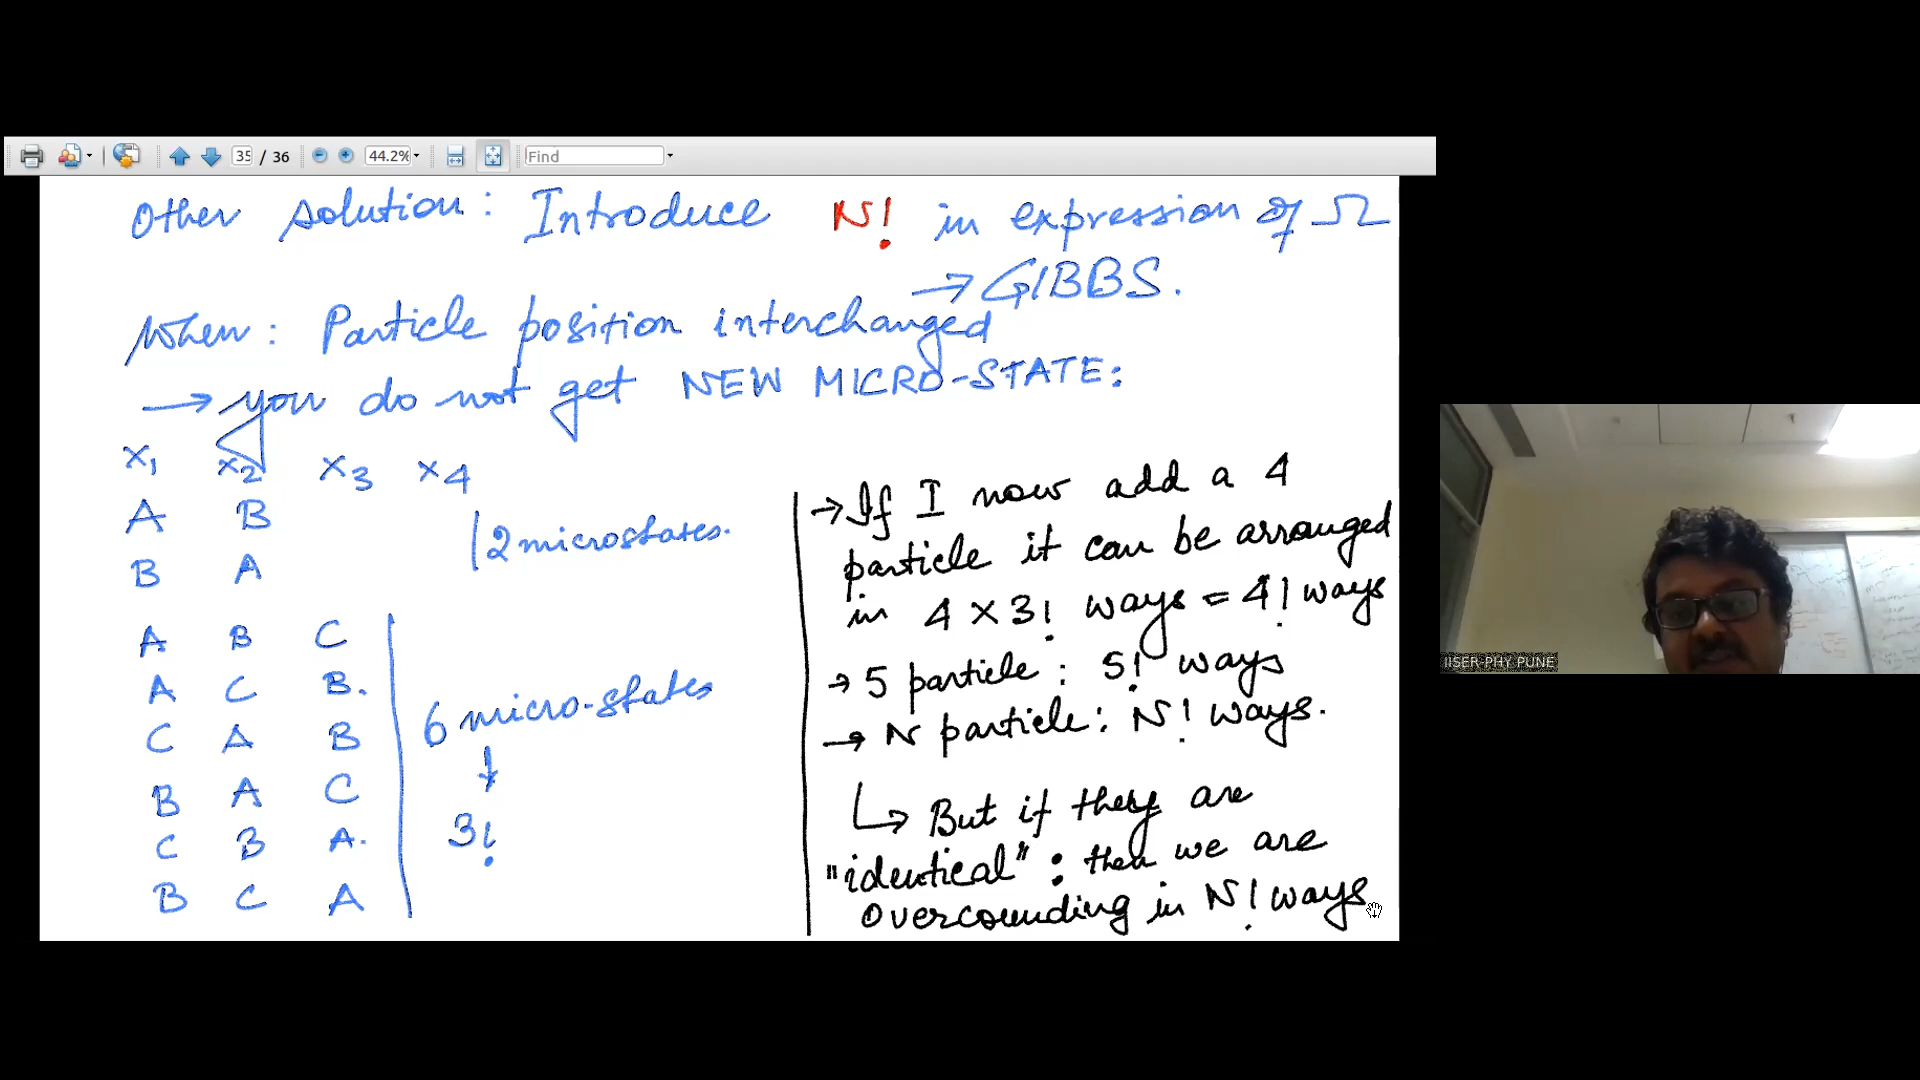 35 / 36 44.2% Find
Other solution: Introduce N! in expression of Ω
→ GIBBS.
When: Particle position interchanged
→ you do not get NEW MICRO-STATE:
x1 x2 x3 x4
A B
B A
2 microstates.
A B C
A C B.
C A B
B A C
C B A.
B C A
6 micro-states
↓
3!
→ If I now add a 4
particle it can be arranged
in 4 × 3! ways = 4! ways
→ 5 particle: 5! ways
→ N particle: N! ways.
↳ But if they are
"identical": then we are
overcounding in N! ways
IISER-PHY PUNE